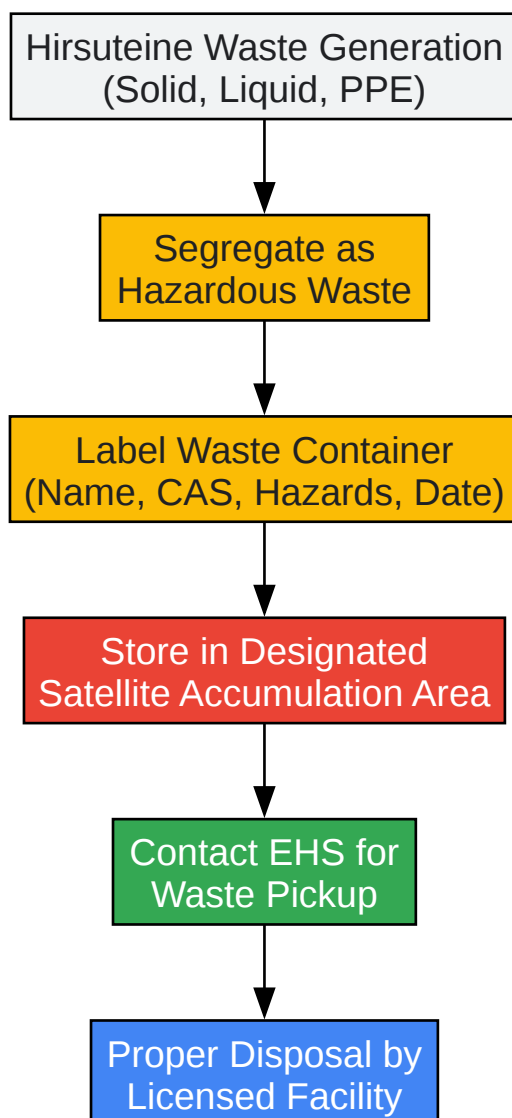 Hirsuteine Waste Generation
(Solid, Liquid, PPE)
Segregate as
Hazardous Waste
Label Waste Container
(Name, CAS, Hazards, Date)
Store in Designated
Satellite Accumulation Area
Contact EHS for
Waste Pickup
Proper Disposal by
Licensed Facility